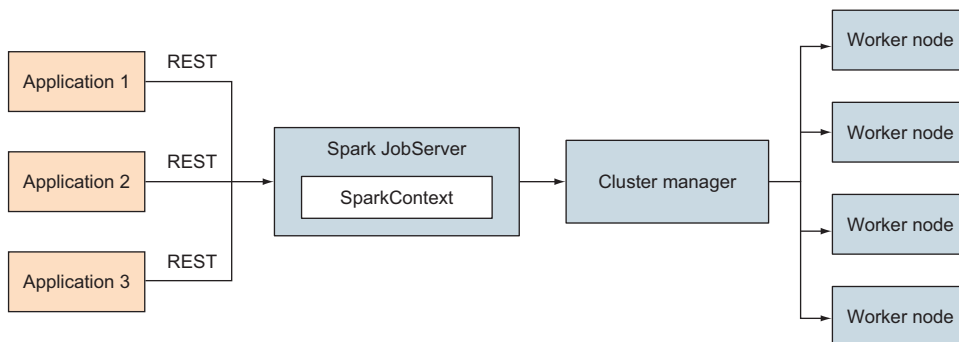 REST
Application 1
REST
Application 2
REST
Application 3
Spark JobServer
SparkContext
Cluster manager
Worker node
Worker node
Worker node
Worker node